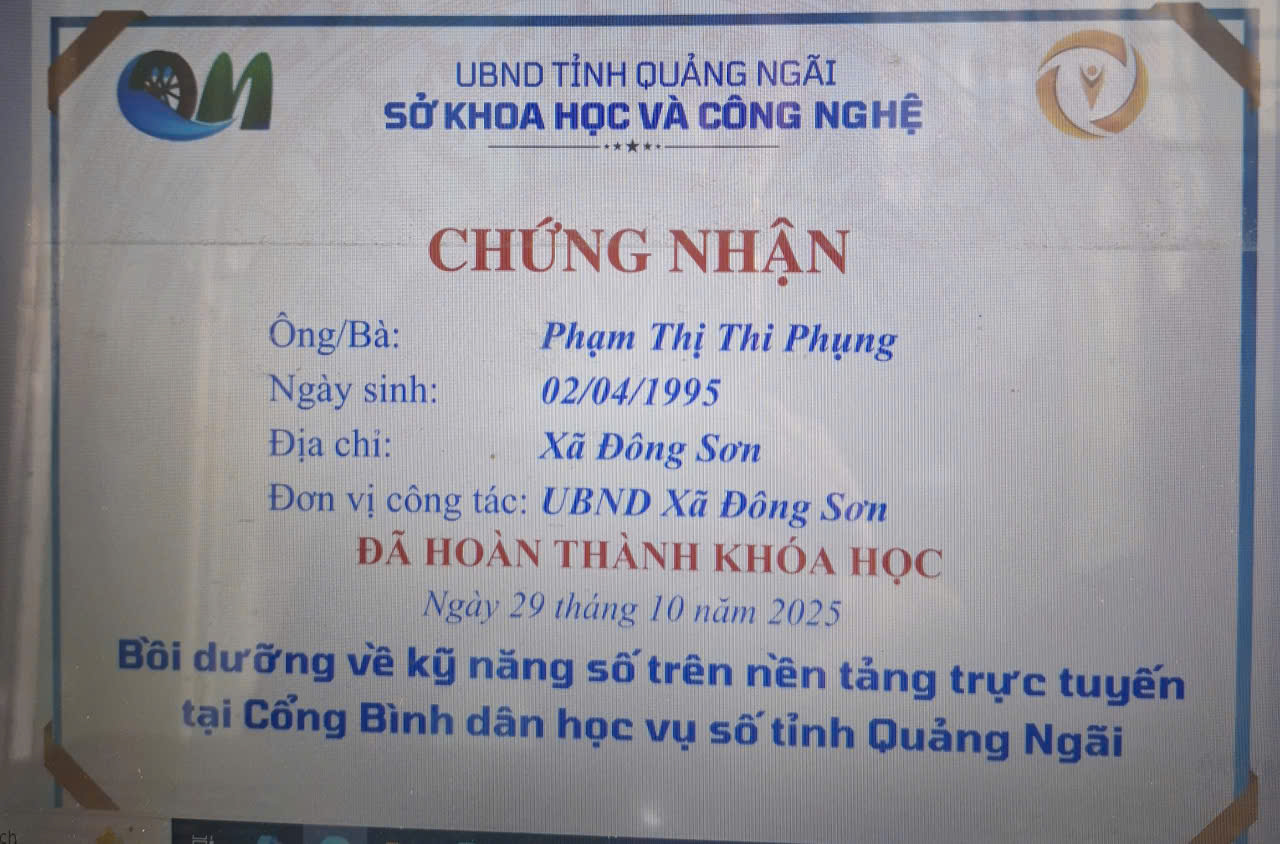 QM
UBND TỈNH QUẢNG NGÃI
SỞ KHOA HỌC VÀ CÔNG NGHỆ
CHỨNG NHẬN
Ông/Bà: Phạm Thị Thi Phụng
Ngày sinh: 02/04/1995
Địa chỉ: Xã Đông Sơn
Đơn vị công tác: UBND Xã Đông Sơn
ĐÃ HOÀN THÀNH KHÓA HỌC
Ngày 29 tháng 10 năm 2025
Bồi dưỡng về kỹ năng số trên nền tảng trực tuyến
tại Cổng Bình dân học vụ số tỉnh Quảng Ngãi
ch